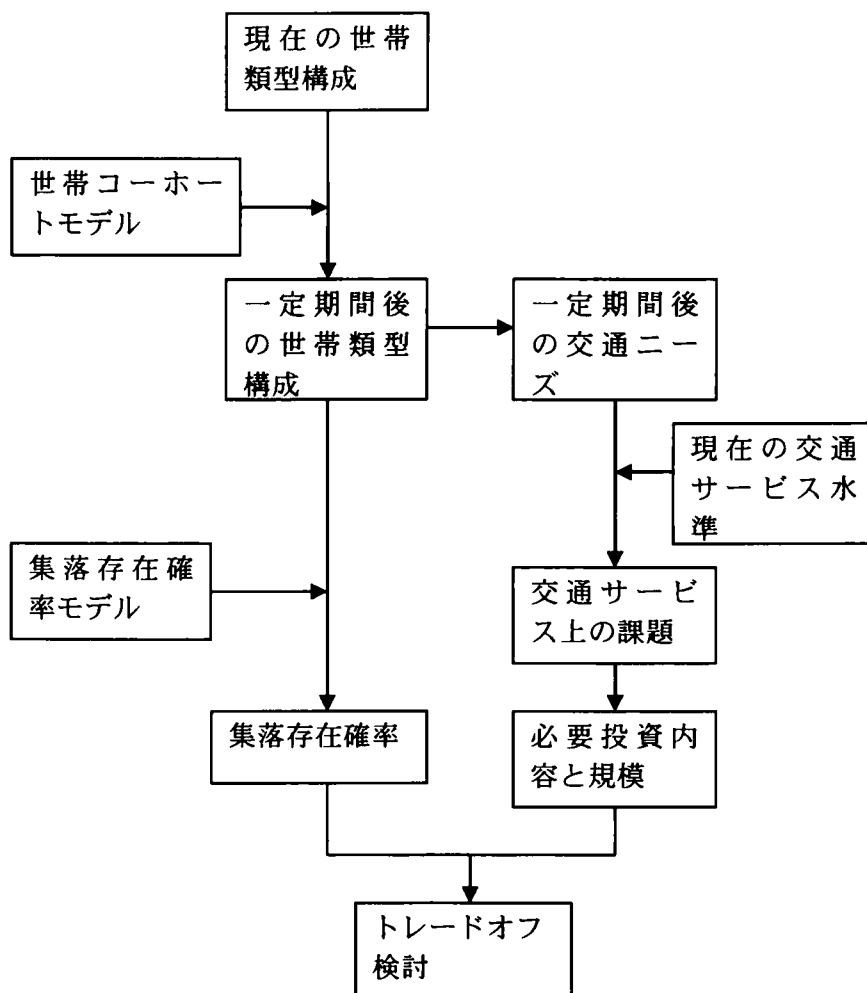 現在の世帯
類型構成
世帯コーホー
トモデル
一定期間後
の世帯類型
構成
一定期間後
の交通ニー
ズ
現在の交通
サービス水
準
集落存在確
率モデル
交通サービ
ス上の課題
集落存在確率
必要投資内
容と規模
トレードオフ
検討